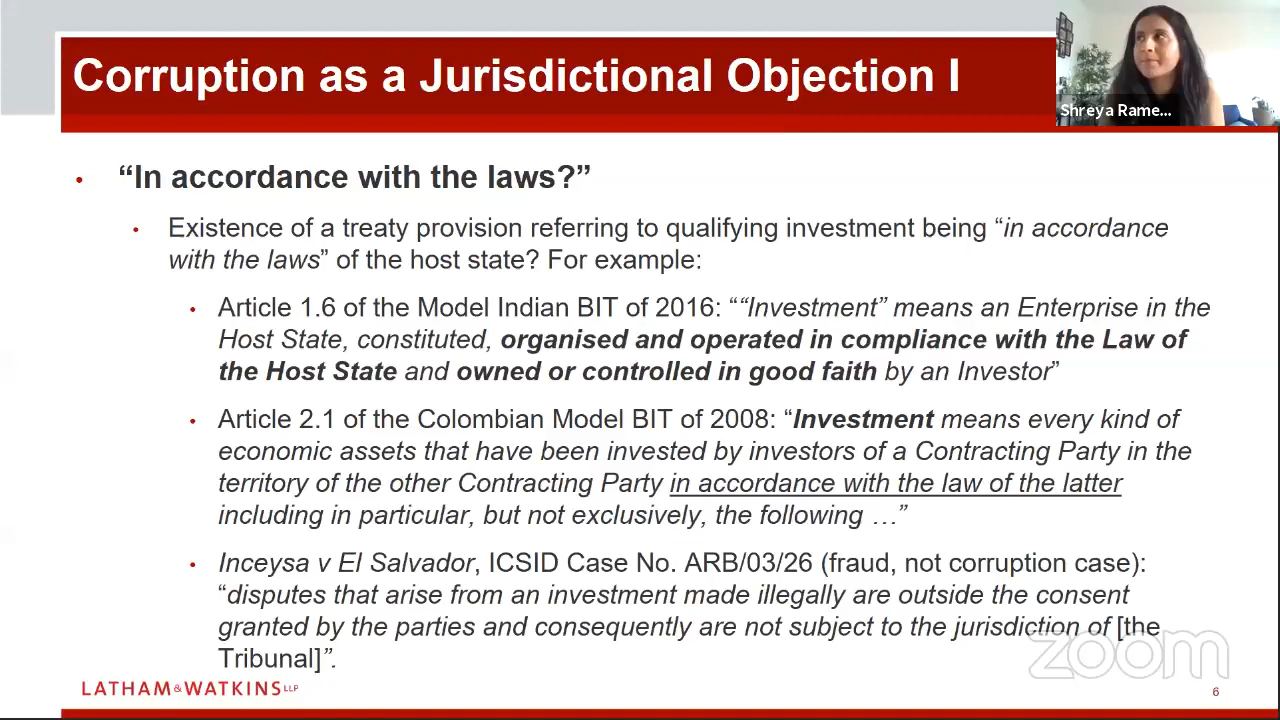 Corruption as a Jurisdictional Objection I
Shreya Rame...
• “In accordance with the laws?”
• Existence of a treaty provision referring to qualifying investment being “in accordance
with the laws” of the host state? For example:
• Article 1.6 of the Model Indian BIT of 2016: ““Investment” means an Enterprise in the
Host State, constituted, organised and operated in compliance with the Law of
the Host State and owned or controlled in good faith by an Investor”
• Article 2.1 of the Colombian Model BIT of 2008: “Investment means every kind of
economic assets that have been invested by investors of a Contracting Party in the
territory of the other Contracting Party in accordance with the law of the latter
including in particular, but not exclusively, the following …”
• Inceysa v El Salvador, ICSID Case No. ARB/03/26 (fraud, not corruption case):
“disputes that arise from an investment made illegally are outside the consent
granted by the parties and consequently are not subject to the jurisdiction of [the
Tribunal]”.
zoom
LATHAM&WATKINS LLP
6